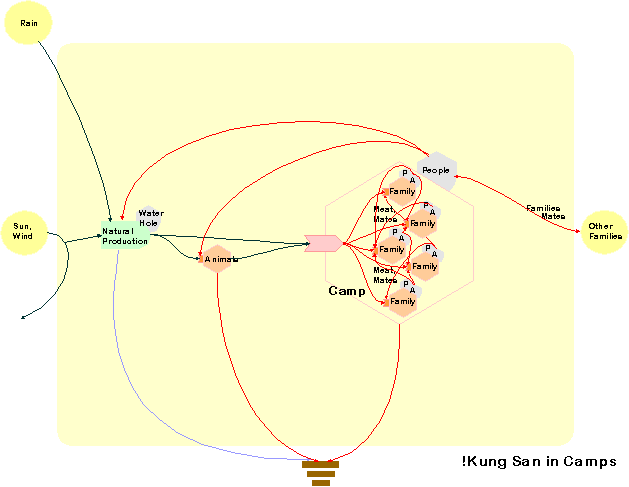 Rain
People
P
A
Family
Water
Hole
Meat,
Mates
P
A
Family
Families
Mates
Sun,
Wind
Natural
Production
Other
Families
P
A
Family
Animals
P
A
Family
Meat,
Mates
P
A
Family
Camp
!Kung San in Camps